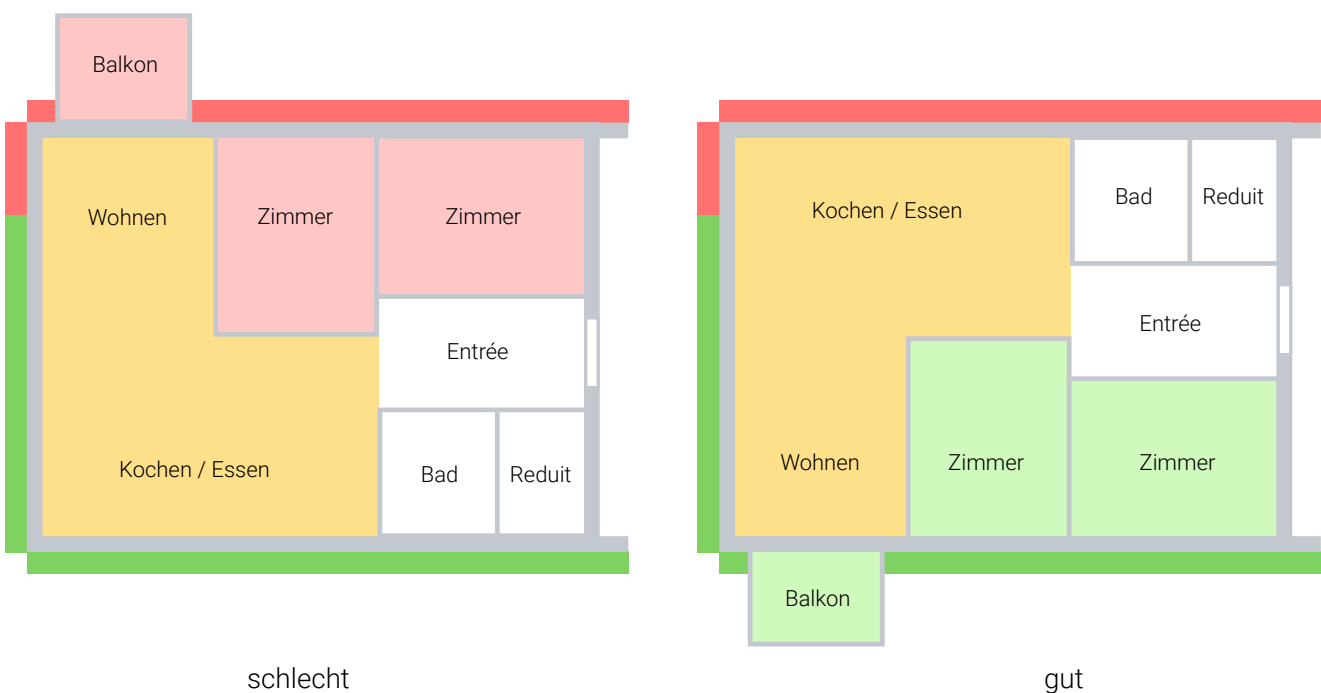 Balkon
Wohnen
Zimmer
Zimmer
Entrée
Kochen / Essen
Bad
Reduit
schlecht
Kochen / Essen
Bad
Reduit
Entrée
Wohnen
Zimmer
Zimmer
Balkon
gut